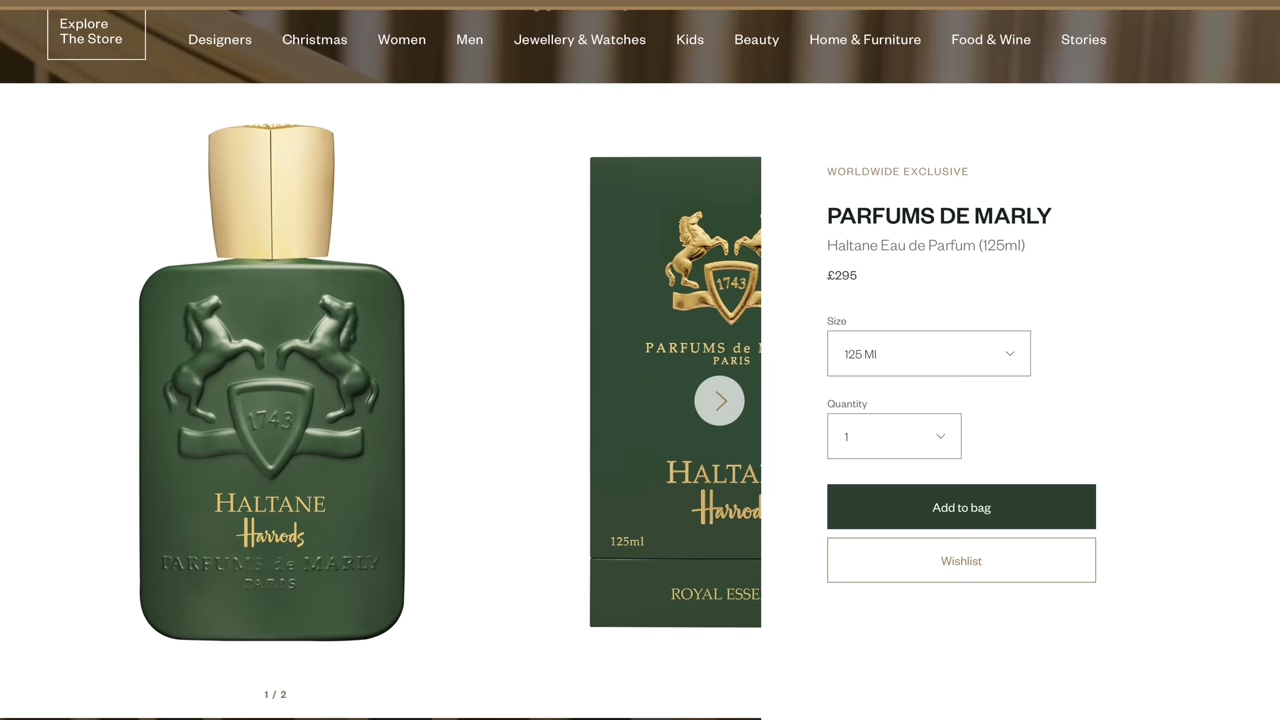 Explore
The Store
Designers
Christmas
Women
Men
Jewellery & Watches
Kids
Beauty
Home & Furniture
Food & Wine
Stories
1743
HALTANE
Harrods
PARFUMS de MARLY
PARIS
1743
PARFUMS de
PARIS
HALTA
Harrod
125ml
ROYAL ESSE
1 / 2
WORLDWIDE EXCLUSIVE
PARFUMS DE MARLY
Haltane Eau de Parfum (125ml)
£295
Size
125 Ml
Quantity
1
Add to bag
Wishlist